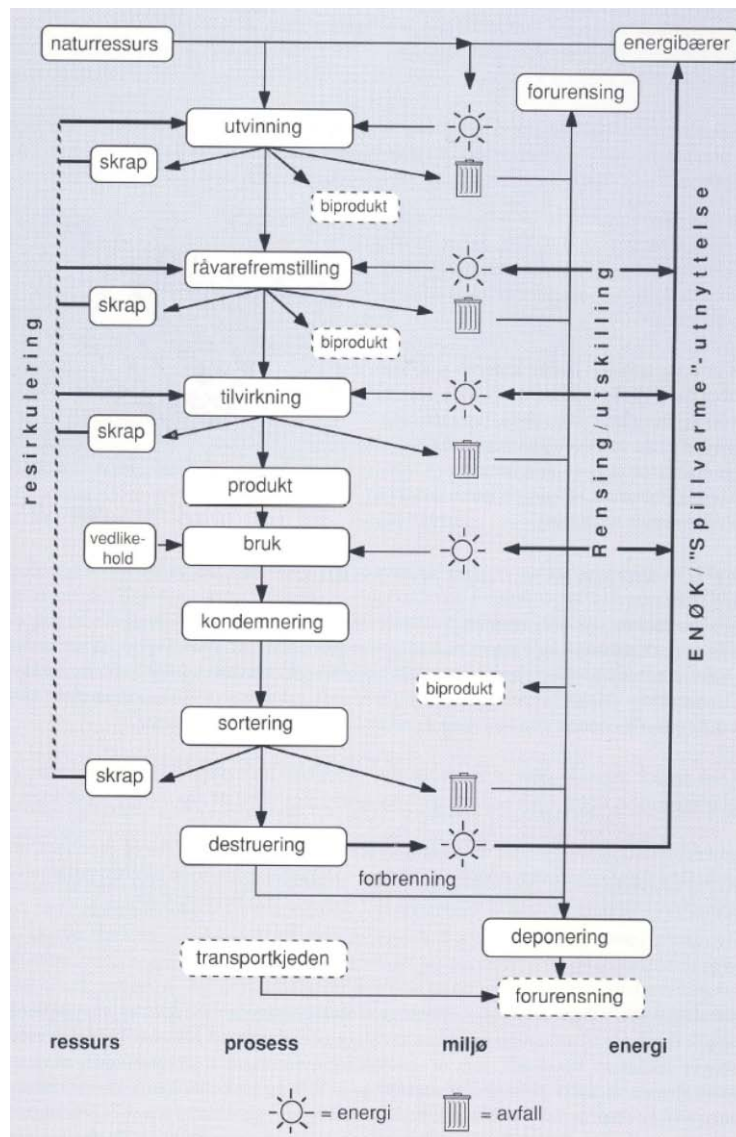 naturressurs
energibærer
forurensing
utvinning
skrap
biprodukt
råvarefremstilling
skrap
biprodukt
tilvirkning
skrap
produkt
vedlike-
hold
bruk
kondemnering
biprodukt
sortering
skrap
destruering
forbrenning
deponering
transportkjeden
forurensning
resirkulering
Rensing/utskilling
ENØK/"Spillvarme"-utnyttelse
ressurs
prosess
miljø
energi
= energi
= avfall